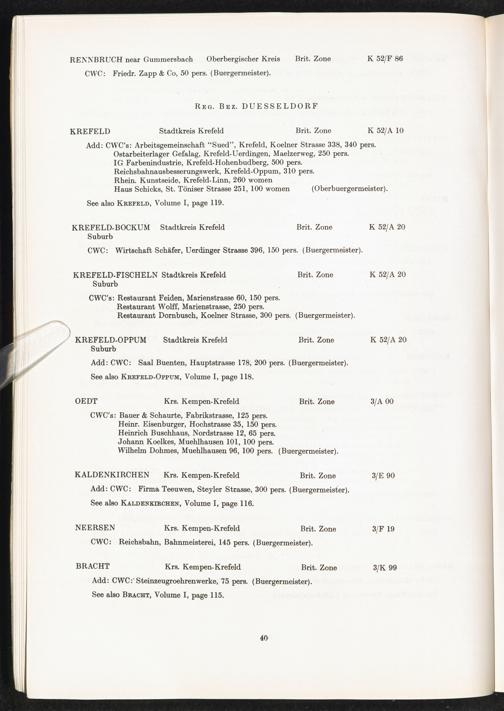 RENNBRUCH near Gummersbach Oberbergischer Kreis Brit. Zone K 52/F 86
CWC: Friedr. Zapp & Co, 50 pers. (Buergermeister).
REG. BEZ. DUESSELDORF
KREFELD Stadtkreis Krefeld Brit. Zone K 52/A 10
Add: CWC's: Arbeitsgemeinschaft "Sued", Krefeld, Koelner Strasse 338, 340 pers.
Ostarbeiterlager Gefalag, Krefeld-Uerdingen, Maelzerweg, 250 pers.
IG Farbenindustrie, Krefeld-Hohenbudberg, 500 pers.
Reichsbahnausbesserungswerk, Krefeld-Oppum, 310 pers.
Rhein. Kunstseide, Krefeld-Linn, 260 women
Haus Schicks, St. Töniser Strasse 251, 100 women (Oberbuergermeister).
See also KREFELD, Volume I, page 119.
KREFELD-BOCKUM Stadtkreis Krefeld Brit. Zone K 52/A 20
Suburb
CWC: Wirtschaft Schäfer, Uerdinger Strasse 396, 150 pers. (Buergermeister).
KREFELD-FISCHELN Stadtkreis Krefeld Brit. Zone K 52/A 20
Suburb
CWC's: Restaurant Feiden, Marienstrasse 60, 150 pers.
Restaurant Wolff, Marienstrasse, 250 pers.
Restaurant Dornbusch, Koelner Strasse, 300 pers. (Buergermeister).
KREFELD-OPPUM Stadtkreis Krefeld Brit. Zone K 52/A 20
Suburb
Add: CWC: Saal Buenten, Hauptstrasse 178, 200 pers. (Buergermeister).
See also KREFELD-OPPUM, Volume I, page 118.
OEDT Krs. Kempen-Krefeld Brit. Zone 3/A 00
CWC's: Bauer & Schaurte, Fabrikstrasse, 125 pers.
Heinr. Eisenburger, Hochstrasse 35, 150 pers.
Heinrich Buschhaus, Nordstrasse 12, 65 pers.
Johann Koelkes, Muehlhausen 101, 100 pers.
Wilhelm Dohmes, Muehlhausen 96, 100 pers. (Buergermeister).
KALDENKIRCHEN Krs. Kempen-Krefeld Brit. Zone 3/E 90
Add: CWC: Firma Teeuwen, Steyler Strasse, 300 pers. (Buergermeister).
See also KALDENKIRCHEN, Volume I, page 116.
NEERSEN Krs. Kempen-Krefeld Brit. Zone 3/F 19
CWC: Reichsbahn, Bahnmeisterei, 145 pers. (Buergermeister).
BRACHT Krs. Kempen-Krefeld Brit. Zone 3/K 99
Add: CWC: Steinzeugroehrenwerke, 75 pers. (Buergermeister).
See also BRACHT, Volume I, page 115.
40